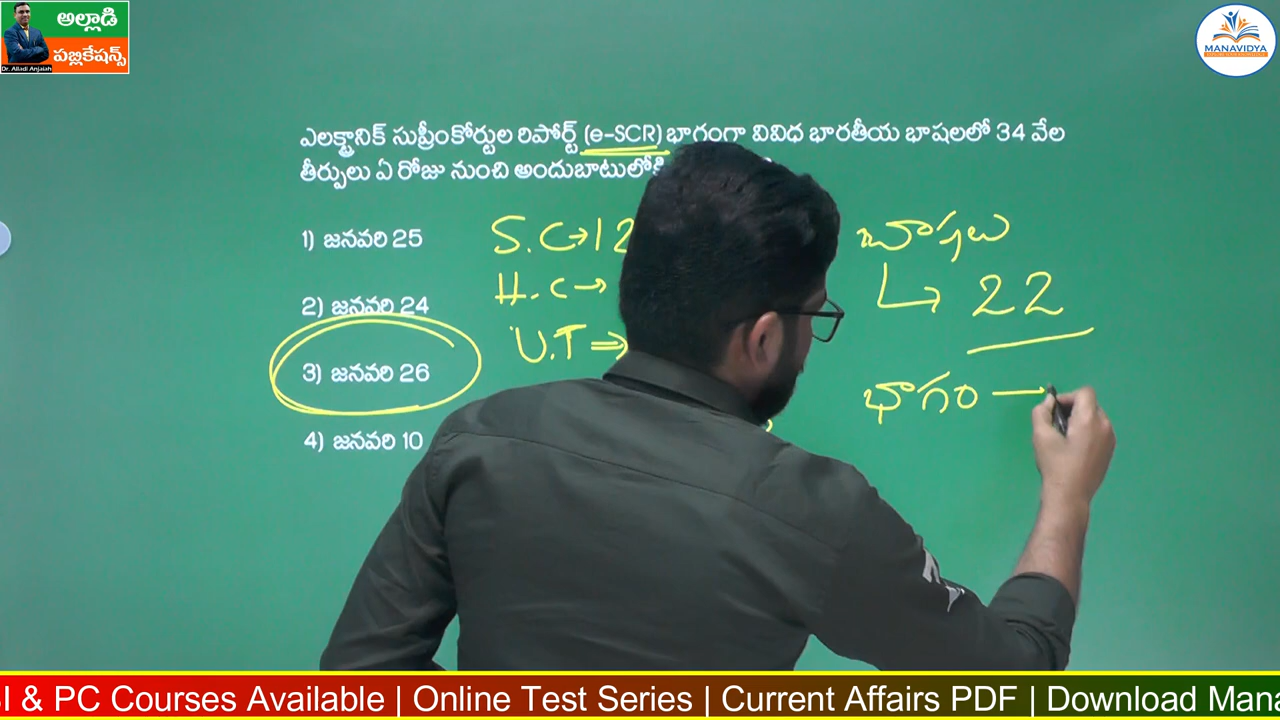 అల్లాడి
పబ్లికేషన్స్
Dr. Alladi Anjaiah
MANAVIDYA
ఎలక్ట్రానిక్ సుప్రీంకోర్టుల రిపోర్ట్ (e-SCR) భాగంగా వివిధ భారతీయ భాషలలో 34 వేల
తీర్పులు ఏ రోజు నుంచి
1) జనవరి 25
2) జనవరి 24
3) జనవరి 26
4) జనవరి 10
S.C→12
H.C→
U.T⇒
బాషలు
↳ 22
భాగం →
& PC Courses Available | Online Test Series | Current Affairs PDF | Download